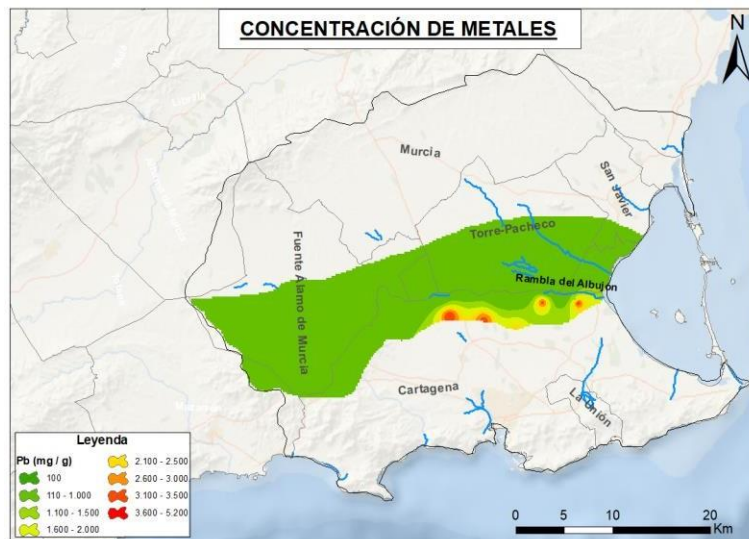 CONCENTRACIÓN DE METALES
N
Murcia
San Javier
Torre-Pacheco
Fuente Álamo de Murcia
Rambla del Albujón
Cartagena
La Unión
Leyenda
Pb (mg / g)
100
110 - 1.000
1.100 - 1.500
1.600 - 2.000
2.100 - 2.500
2.600 - 3.000
3.100 - 3.500
3.600 - 5.200
0 5 10 20
Km